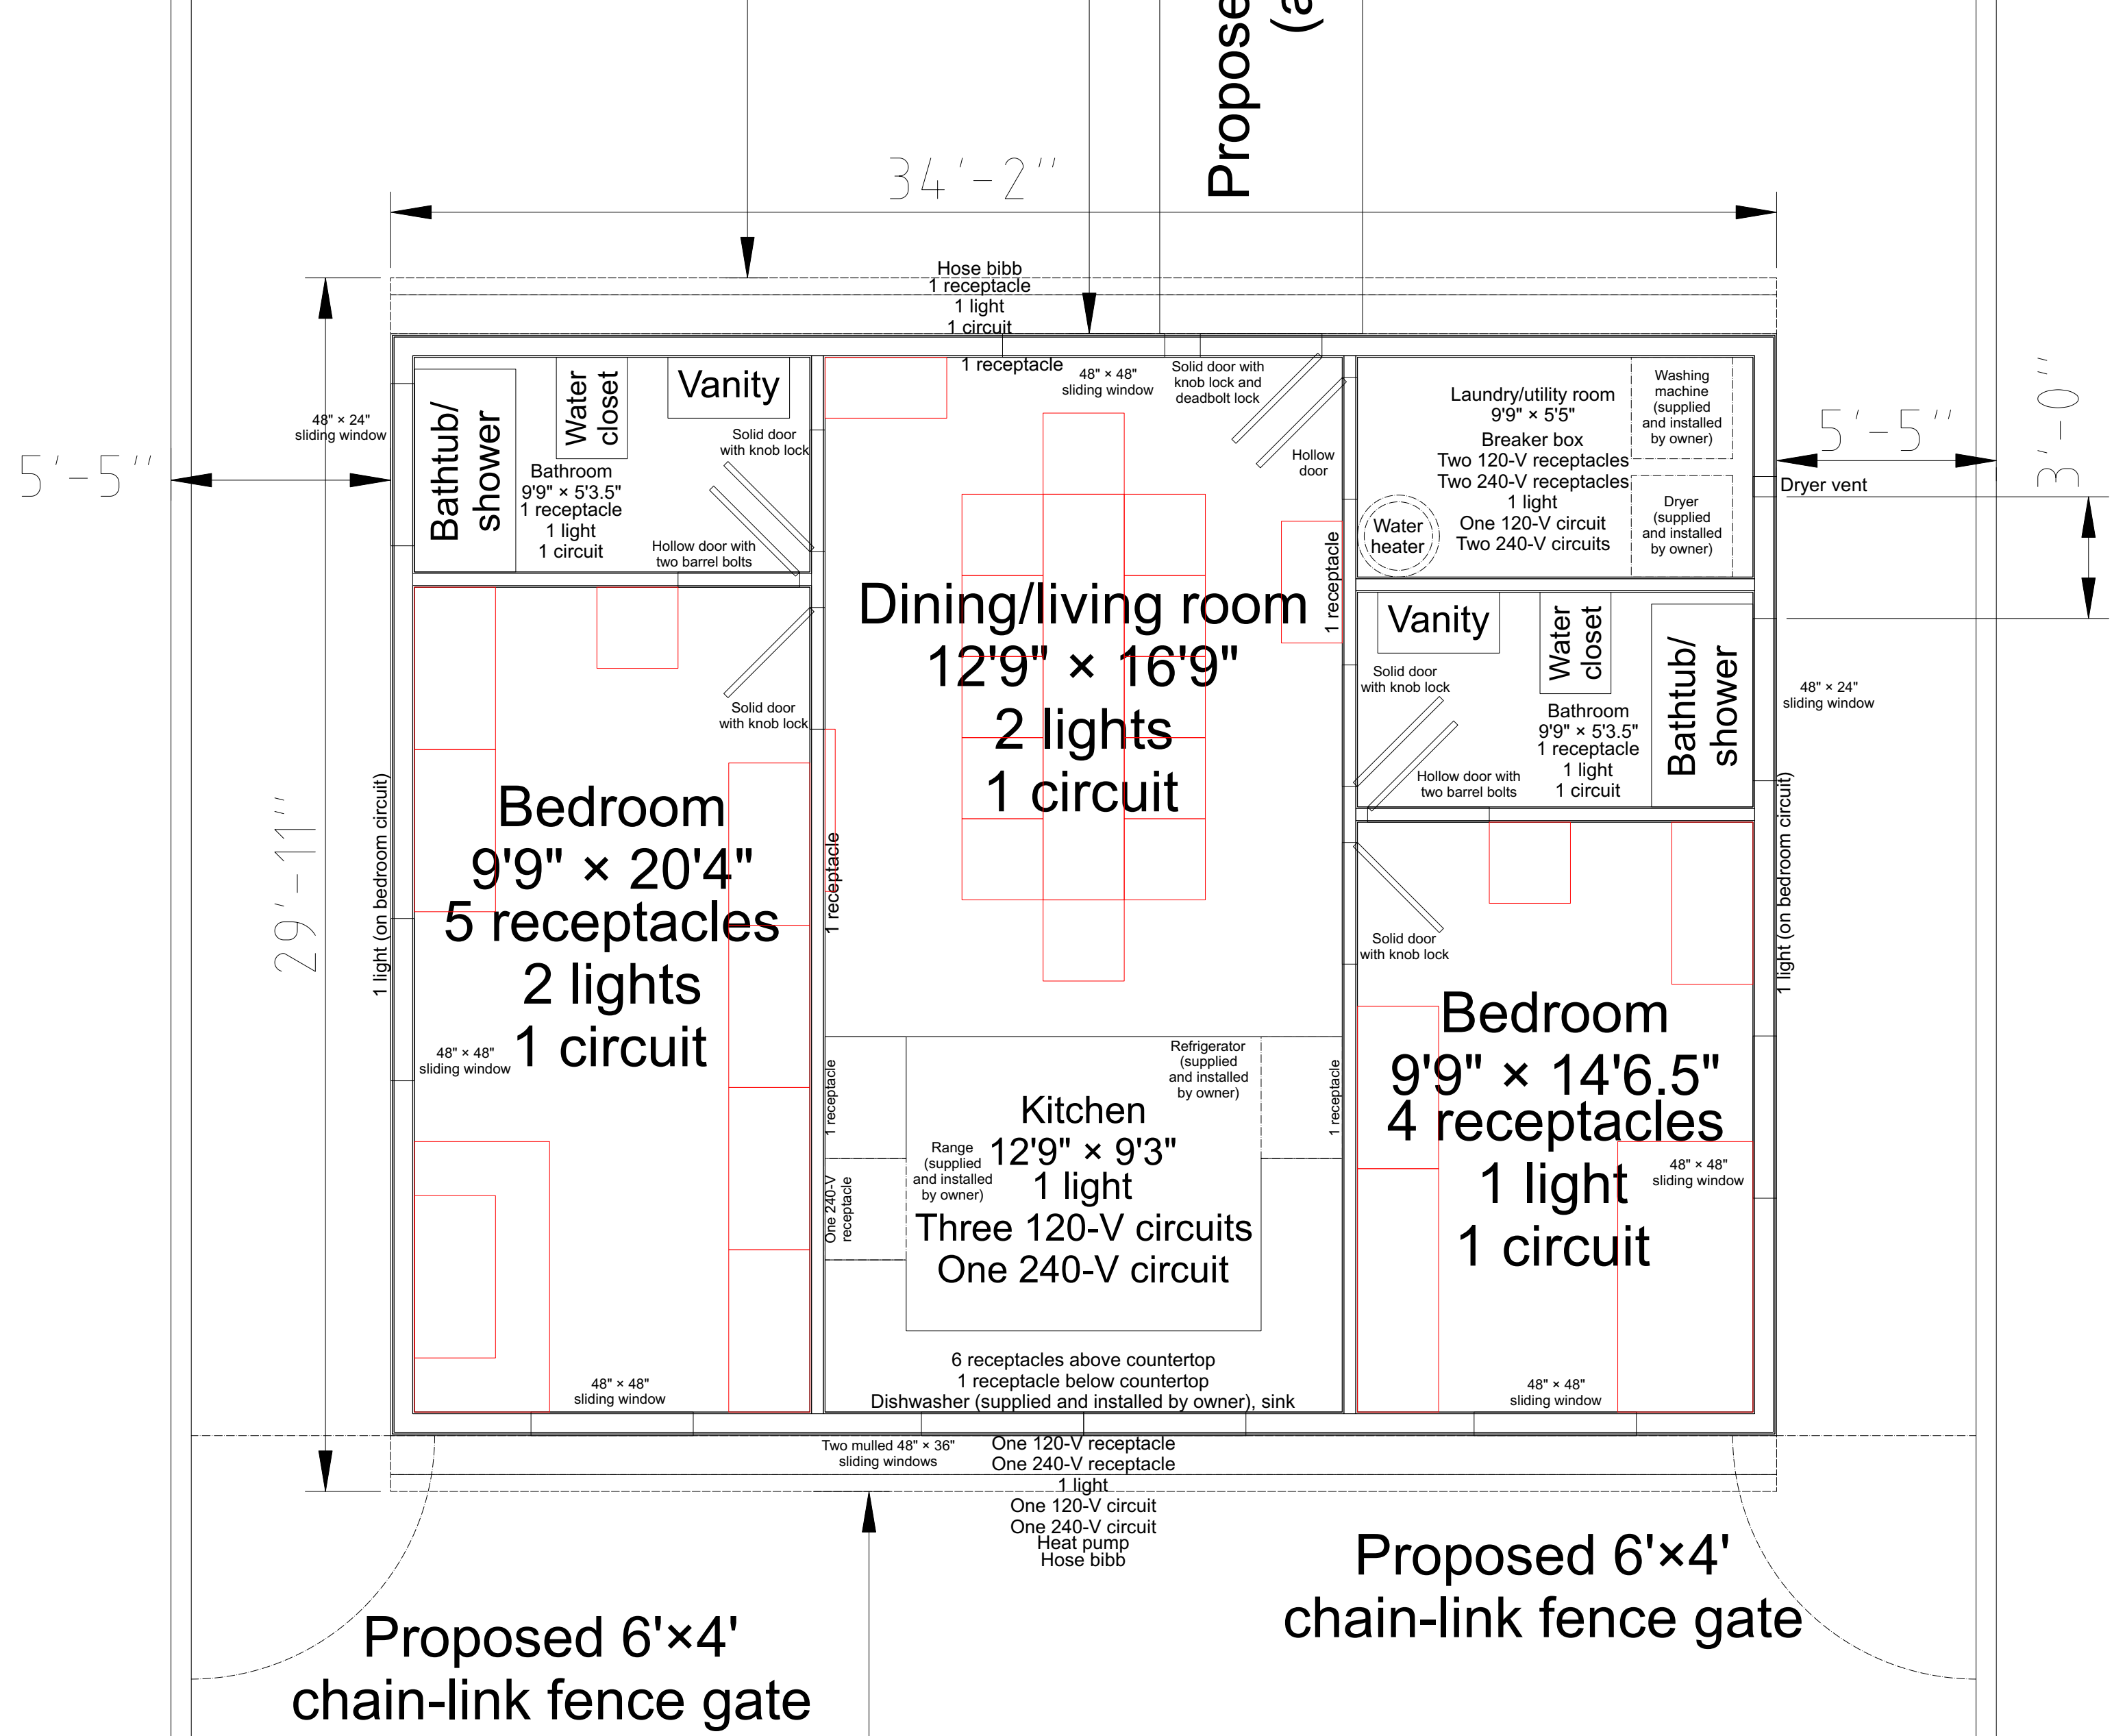 Propose
(a
34'-2"
Hose bibb
1 receptacle
1 light
1 circuit
1 receptacle
48" × 48"
sliding window
Solid door with
knob lock and
deadbolt lock
Hollow
door
48" × 24"
sliding window
5'-5"
Bathtub/
shower
Water
closet
Vanity
Solid door
with knob lock
Bathroom
9'9" × 5'3.5"
1 receptacle
1 light
1 circuit
Hollow door with
two barrel bolts
Laundry/utility room
9'9" × 5'5"
Breaker box
Two 120-V receptacles
Two 240-V receptacles
1 light
One 120-V circuit
Two 240-V circuits
Washing
machine
(supplied
and installed
by owner)
Dryer
(supplied
and installed
by owner)
Water
heater
5'-5"
Dryer vent
3'-0"
Dining/living room
12'9" × 16'9"
2 lights
1 circuit
1 receptacle
1 receptacle
Solid door
with knob lock
Vanity
Water
closet
Bathtub/
shower
Solid door
with knob lock
Bathroom
9'9" × 5'3.5"
1 receptacle
1 light
1 circuit
Hollow door with
two barrel bolts
48" × 24"
sliding window
29'-11"
1 light (on bedroom circuit)
Bedroom
9'9" × 20'4"
5 receptacles
2 lights
1 circuit
48" × 48"
sliding window
48" × 48"
sliding window
1 receptacle
One 240-V
receptacle
Refrigerator
(supplied
and installed
by owner)
1 receptacle
Range
(supplied
and installed
by owner)
Kitchen
12'9" × 9'3"
1 light
Three 120-V circuits
One 240-V circuit
6 receptacles above countertop
1 receptacle below countertop
Dishwasher (supplied and installed by owner), sink
Solid door
with knob lock
1 light (on bedroom circuit)
Bedroom
9'9" × 14'6.5"
4 receptacles
1 light
1 circuit
48" × 48"
sliding window
48" × 48"
sliding window
Two mulled 48" × 36"
sliding windows
One 120-V receptacle
One 240-V receptacle
1 light
One 120-V circuit
One 240-V circuit
Heat pump
Hose bibb
Proposed 6'×4'
chain-link fence gate
Proposed 6'×4'
chain-link fence gate